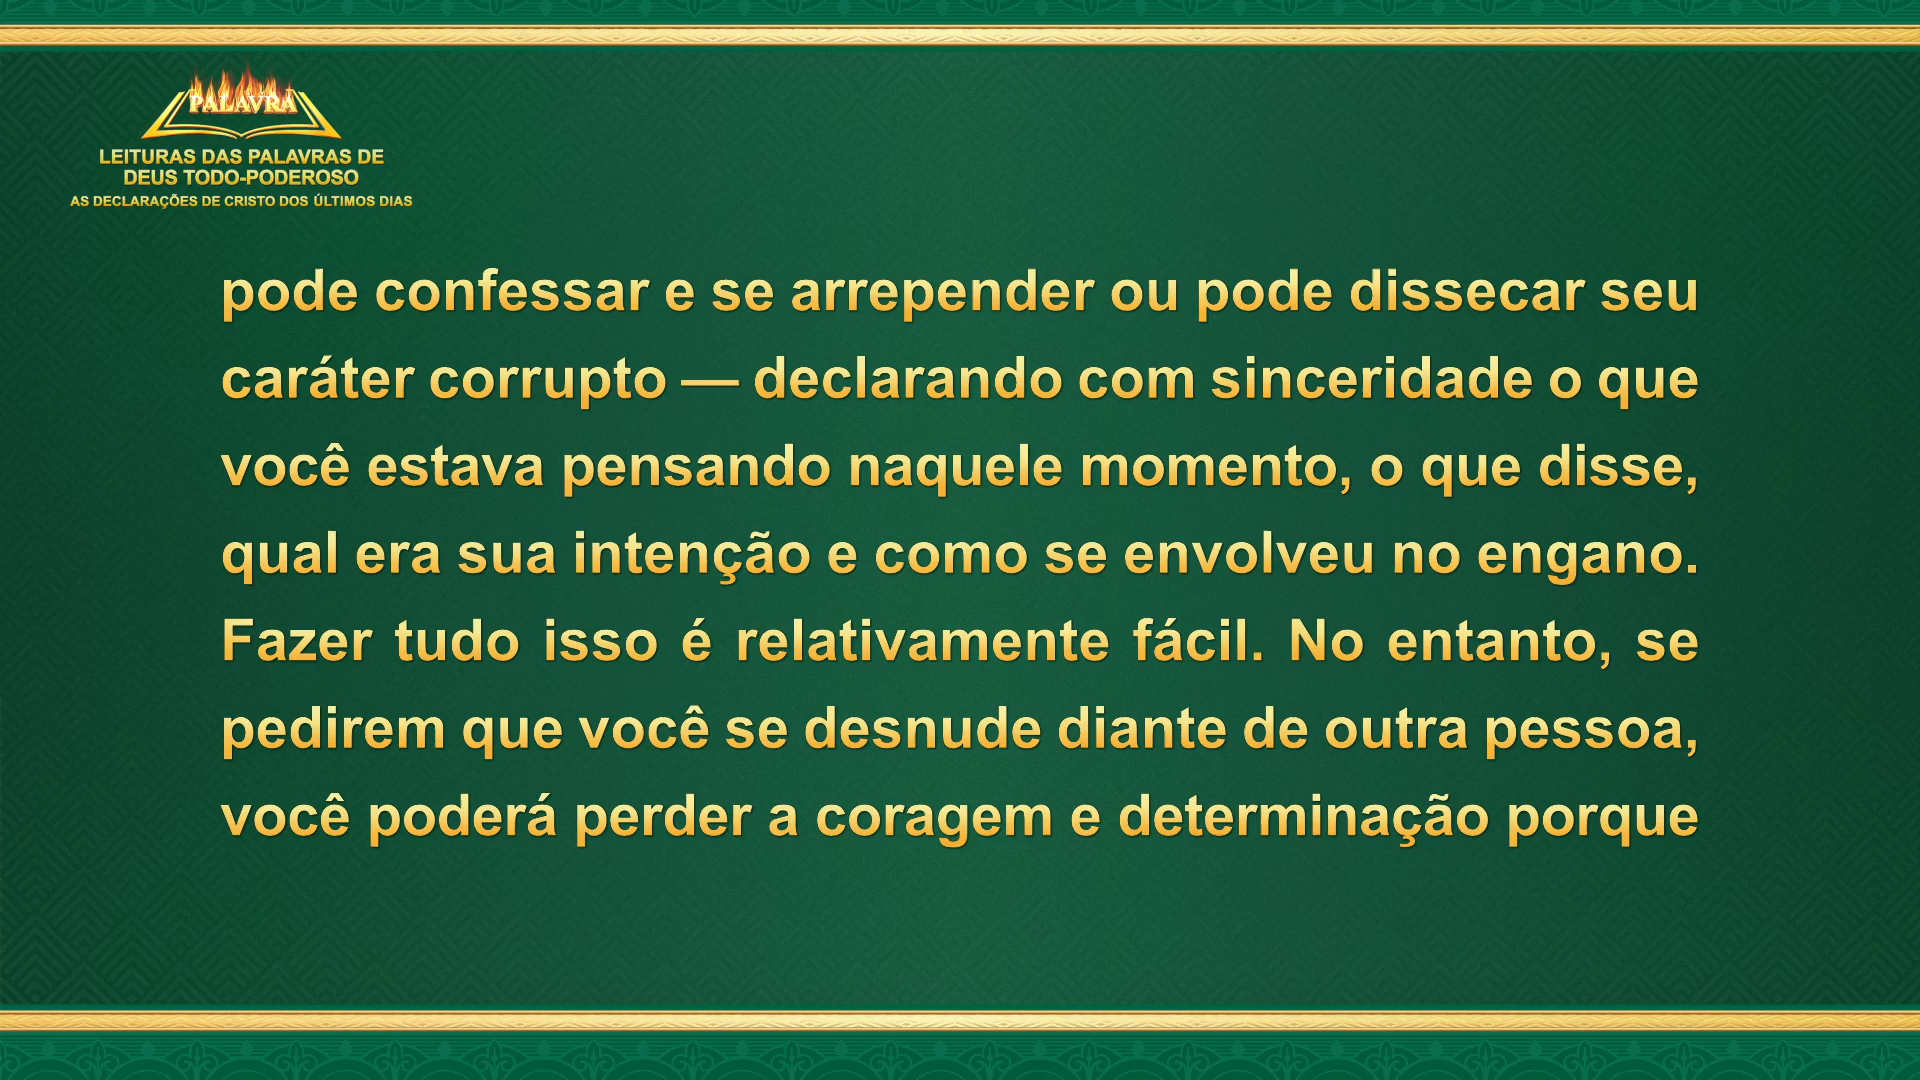 PALAVRA
LEITURAS DAS PALAVRAS DE
DEUS TODO-PODEROSO
AS DECLARAÇÕES DE CRISTO DOS ÚLTIMOS DIAS
pode confessar e se arrepender ou pode dissecar seu
caráter corrupto — declarando com sinceridade o que
você estava pensando naquele momento, o que disse,
qual era sua intenção e como se envolveu no engano.
Fazer tudo isso é relativamente fácil. No entanto, se
pedirem que você se desnude diante de outra pessoa,
você poderá perder a coragem e determinação porque